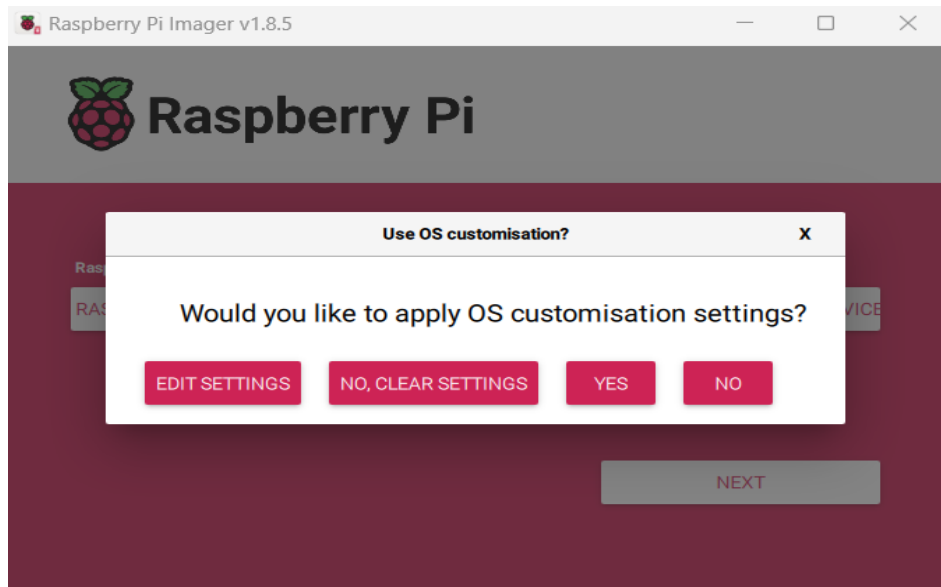 Raspberry Pi Imager v1.8.5
Raspberry Pi
Use OS customisation?
X
Would you like to apply OS customisation settings?
EDIT SETTINGS
NO, CLEAR SETTINGS
YES
NO
NEXT